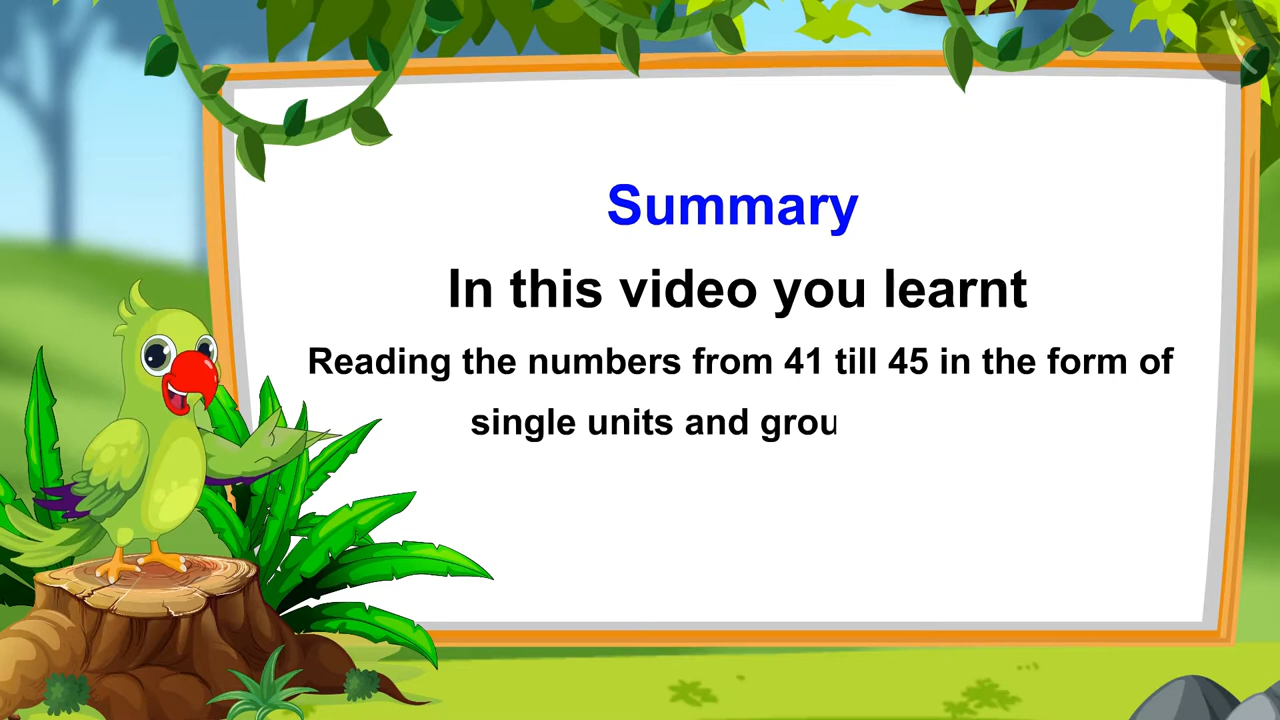 Summary
In this video you learnt
Reading the numbers from 41 till 45 in the form of
single units and grou